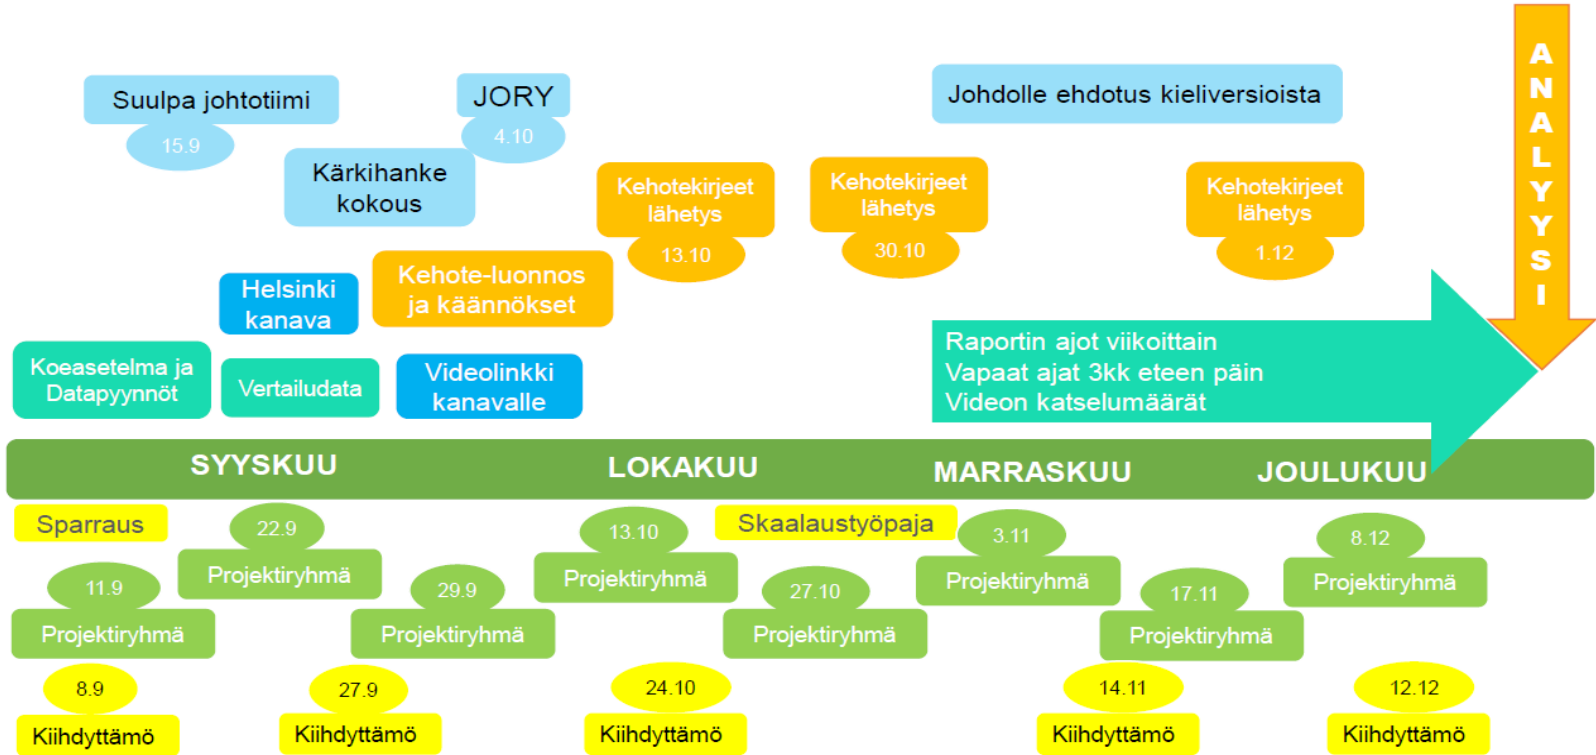 Suulpa johtotiimi
15.9
JORY
4.10
Johdolle ehdotus kieliversioista
Kärkihanke
kokous
Kehotekirjeet
lähetys
13.10
Kehotekirjeet
lähetys
30.10
Kehotekirjeet
lähetys
1.12
ANALYYSI
Helsinki
kanava
Kehote-luonnos
ja käännökset
Koeasetelma ja
Datapyynnöt
Vertailudata
Videolinkki
kanavalle
Raportin ajot viikoittain
Vapaat ajat 3kk eteen päin
Videon katselumäärät
SYYSKUU
LOKAKUU
MARRASKUU
JOULUKUU
Sparraus
22.9
Projektiryhmä
13.10
Projektiryhmä
Skaalaustyöpaja
3.11
Projektiryhmä
8.12
Projektiryhmä
11.9
Projektiryhmä
29.9
Projektiryhmä
27.10
Projektiryhmä
17.11
Projektiryhmä
8.9
Kiihdyttämö
27.9
Kiihdyttämö
24.10
Kiihdyttämö
14.11
Kiihdyttämö
12.12
Kiihdyttämö